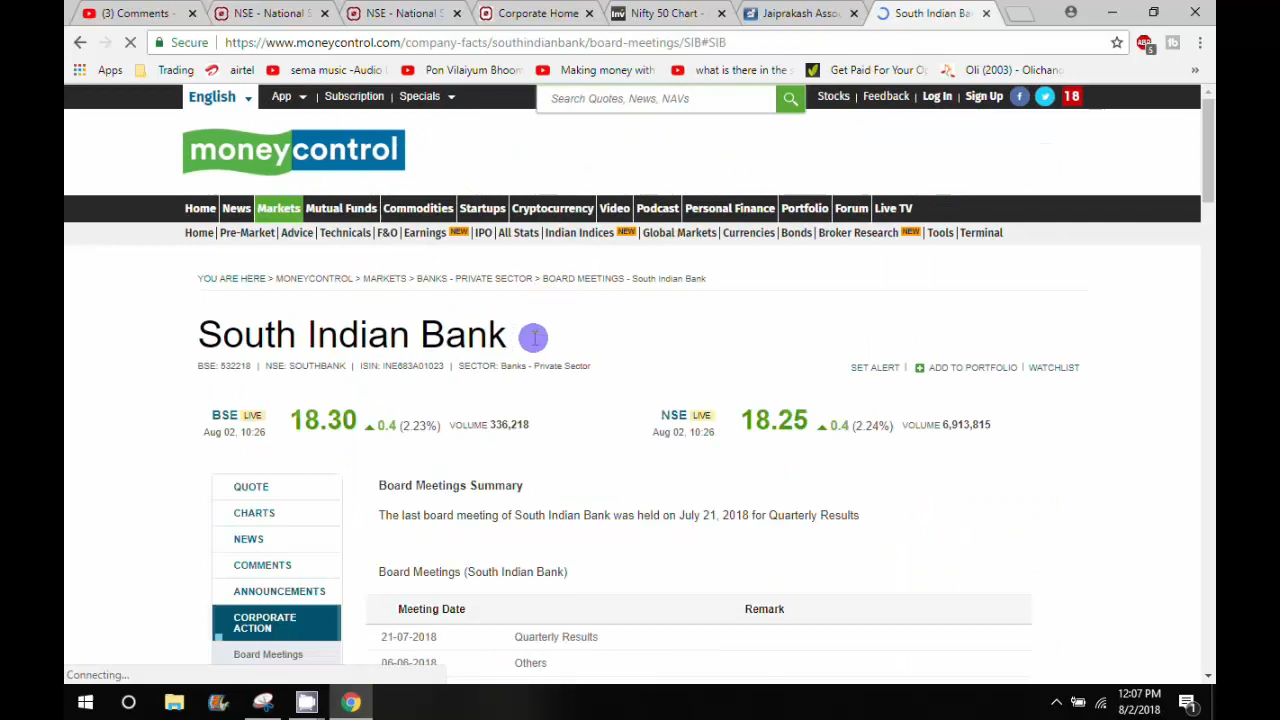 (3) Comments - NSE - National S NSE - National S Corporate Home Nifty 50 Chart - Jaiprakash Asso South Indian Ba
Secure https://www.moneycontrol.com/company-facts/southindianbank/board-meetings/SIB#SIB
Apps Trading airtel sema music -Audio Pon Vilaiyum Bhoom Making money with what is there in the s Get Paid For Your Op Oli (2003) - Olichand »
English App | Subscription | Specials Search Quotes, News, NAVs Stocks | Feedback | Log In | Sign Up 18
moneycontrol
Home News Markets Mutual Funds Commodities Startups Cryptocurrency Video Podcast Personal Finance Portfolio Forum Live TV
Home | Pre-Market | Advice | Technicals | F&O | Earnings NEW | IPO | All Stats | Indian Indices NEW | Global Markets | Currencies | Bonds | Broker Research NEW | Tools | Terminal
YOU ARE HERE > MONEYCONTROL > MARKETS > BANKS - PRIVATE SECTOR > BOARD MEETINGS - South Indian Bank
South Indian Bank
BSE: 532218 | NSE: SOUTHBANK | ISIN: INE683A01023 | SECTOR: Banks - Private Sector
SET ALERT | ADD TO PORTFOLIO | WATCHLIST
BSE LIVE 18.30 0.4 (2.23%) VOLUME 336,218
Aug 02, 10:26
NSE LIVE 18.25 0.4 (2.24%) VOLUME 6,913,815
Aug 02, 10:26
QUOTE
CHARTS
NEWS
COMMENTS
ANNOUNCEMENTS
CORPORATE
ACTION
Board Meetings
Board Meetings Summary
The last board meeting of South Indian Bank was held on July 21, 2018 for Quarterly Results
Board Meetings (South Indian Bank)
Meeting Date Remark
21-07-2018 Quarterly Results
06-06-2018 Others
Connecting...
12:07 PM
8/2/2018